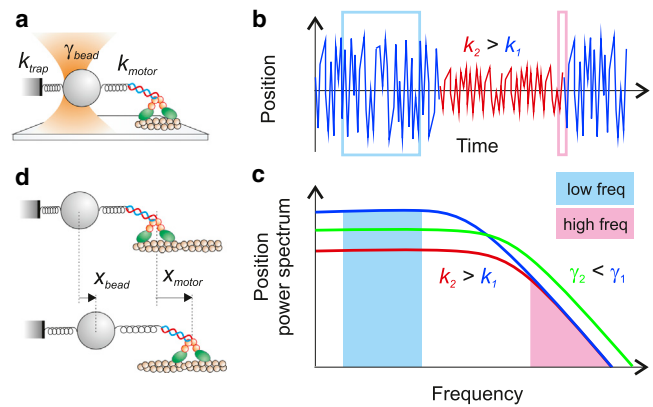 a
k_trap
γ_bead
k_motor
b
Position
k_2 > k_1
Time
d
x_bead
x_motor
c
low freq
high freq
Position
power spectrum
k_2 > k_1
γ_2 < γ_1
Frequency